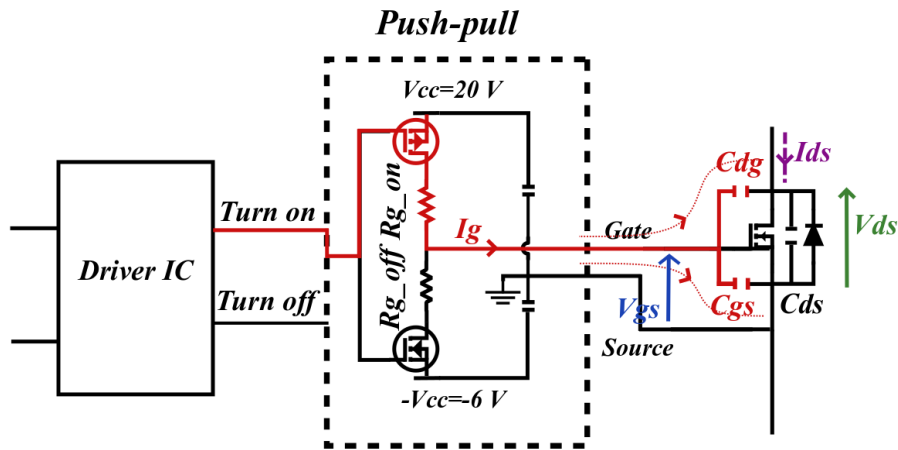 Push-pull
Vcc=20 V
Cdg
Ids
Turn on
Rg_off Rg_on
Ig
Gate
Vds
Driver IC
Turn off
Vgs
Cgs
Cds
Source
-Vcc=-6 V